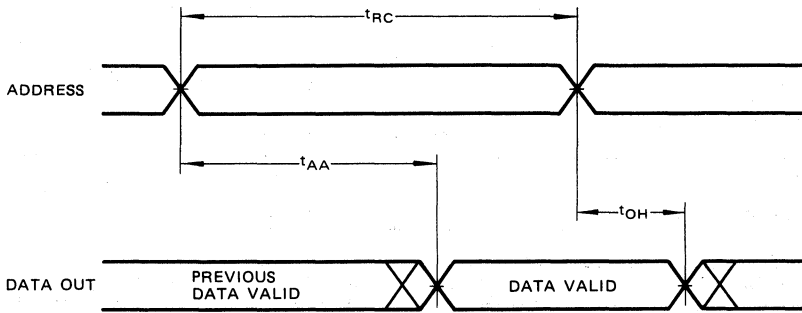 tRC
ADDRESS
tAA
tOH
DATA OUT
PREVIOUS
DATA VALID
DATA VALID